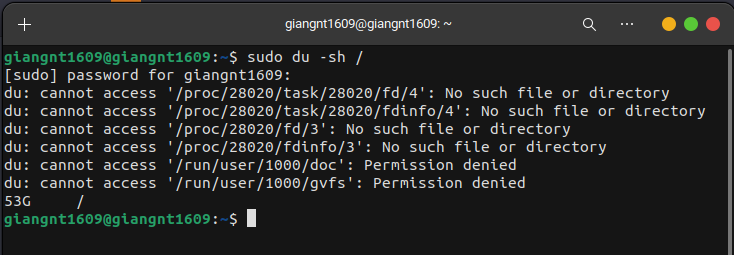 giangnt1609@giangnt1609: ~
giangnt1609@giangnt1609:~$ sudo du -sh /
[sudo] password for giangnt1609:
du: cannot access '/proc/28020/task/28020/fd/4': No such file or directory
du: cannot access '/proc/28020/task/28020/fdinfo/4': No such file or directory
du: cannot access '/proc/28020/fd/3': No such file or directory
du: cannot access '/proc/28020/fdinfo/3': No such file or directory
du: cannot access '/run/user/1000/doc': Permission denied
du: cannot access '/run/user/1000/gvfs': Permission denied
53G     /
giangnt1609@giangnt1609:~$